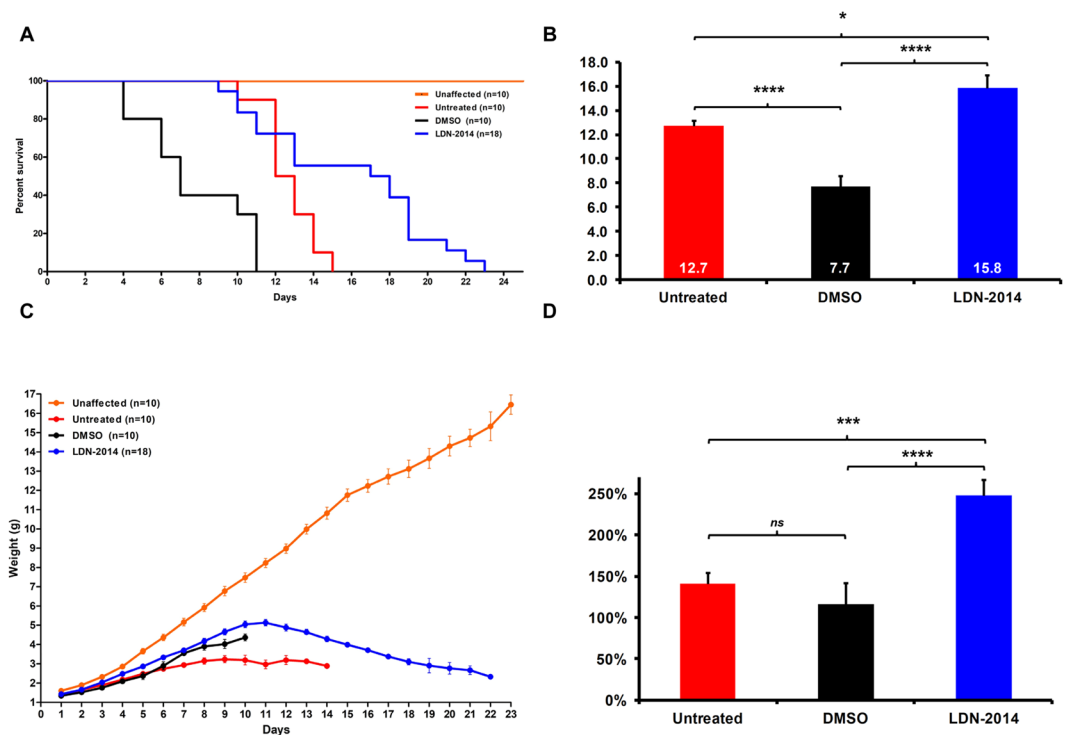 A
Percent survival
100
80
60
40
20
0
0 2 4 6 8 10 12 14 16 18 20 22 24
Days
Unaffected (n=10)
Untreated (n=10)
DMSO (n=10)
LDN-2014 (n=18)
B
*
****
****
18.0
16.0
14.0
12.0
10.0
8.0
6.0
4.0
2.0
0.0
12.7 7.7 15.8
Untreated DMSO LDN-2014
C
Unaffected (n=10)
Untreated (n=10)
DMSO (n=10)
LDN-2014 (n=18)
Weight (g)
17
16
15
14
13
12
11
10
9
8
7
6
5
4
3
2
1
0 1 2 3 4 5 6 7 8 9 10 11 12 13 14 15 16 17 18 19 20 21 22 23
Days
D
***
****
ns
250%
200%
150%
100%
50%
0%
Untreated DMSO LDN-2014